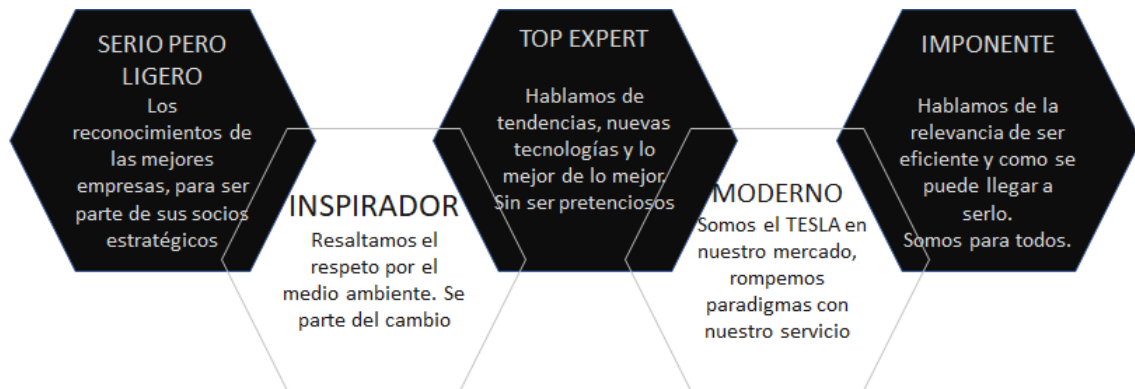 SERIO PERO
LIGERO
Los
reconocimientos de
las mejores
empresas, para ser
parte de sus socios
estratégicos
INSPIRADOR
Resaltamos el
respeto por el
medio ambiente. Se
parte del cambio
TOP EXPERT
Hablamos de
tendencias, nuevas
tecnologías y lo
mejor de lo mejor.
Sin ser pretenciosos
MODERNO
Somos el TESLA en
nuestro mercado,
rompemos
paradigmas con
nuestro servicio
IMPONENTE
Hablamos de la
relevancia de ser
eficiente y como se
puede llegar a
serlo.
Somos para todos.